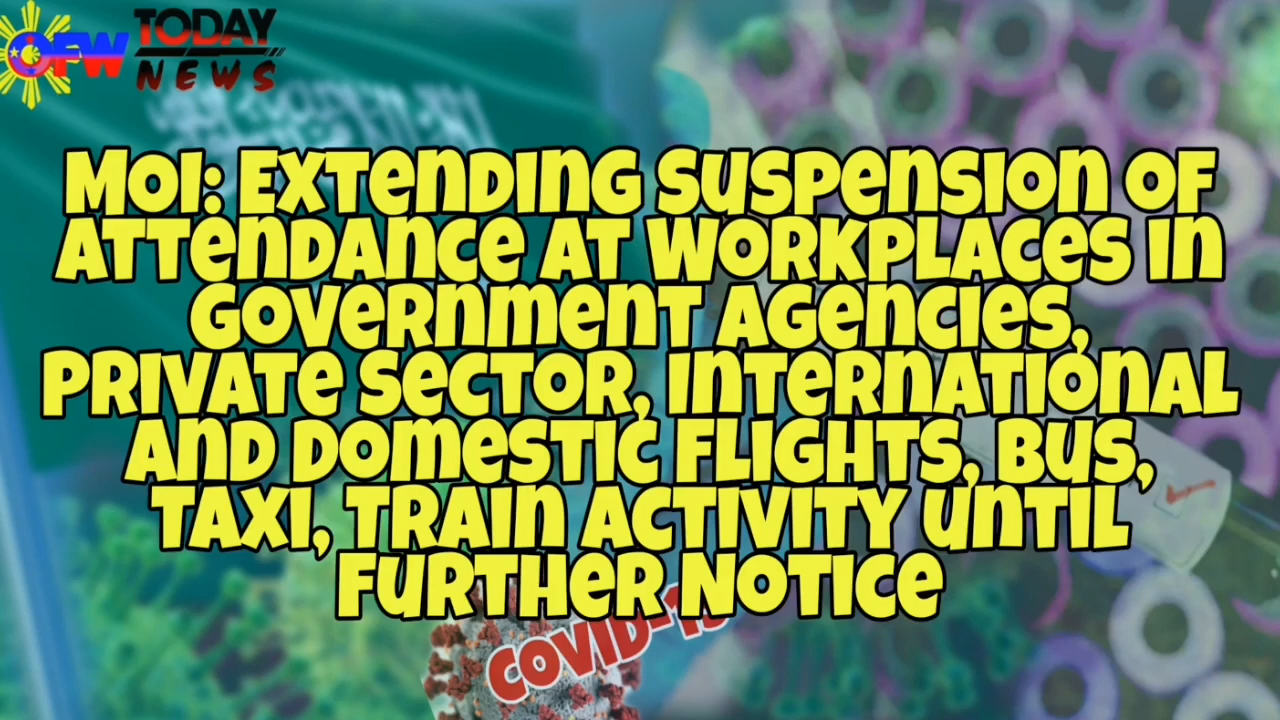 OFW TODAY
NEWS
MOI: EXTENDING SUSPENSION OF
ATTENDANCE AT WORKPLACES IN
GOVERNMENT AGENCIES,
PRIVATE SECTOR, INTERNATIONAL
AND DOMESTIC FLIGHTS, BUS,
TAXI, TRAIN ACTIVITY UNTIL
FURTHER NOTICE
COVID-19